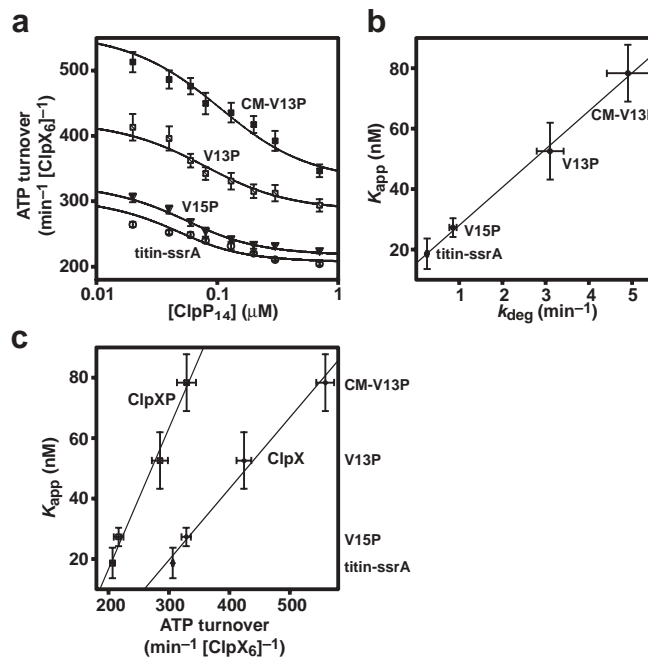 a
ATP turnover
(min⁻¹ [ClpX₆]⁻¹)
500
400
300
200
CM-V13P
V13P
V15P
titin-ssrA
0.01
0.1
1
[ClpP₁₄] (μM)
b
K_app (nM)
80
60
40
20
CM-V13P
V13P
V15P
titin-ssrA
1
2
3
4
5
k_deg (min⁻¹)
c
K_app (nM)
80
60
40
20
ClpXP
ClpX
CM-V13P
V13P
V15P
titin-ssrA
200
300
400
500
ATP turnover
(min⁻¹ [ClpX₆]⁻¹)